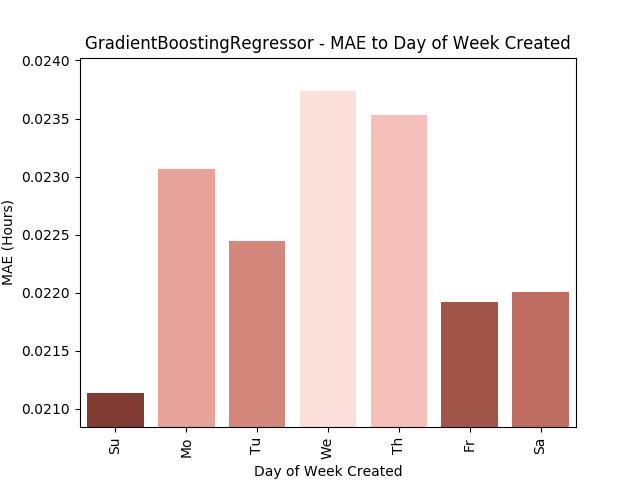 GradientBoostingRegressor - MAE to Day of Week Created
0.0240
0.0235
0.0230
0.0225
0.0220
0.0215
0.0210
MAE (Hours)
Su
Mo
Tu
We
Th
Fr
Sa
Day of Week Created